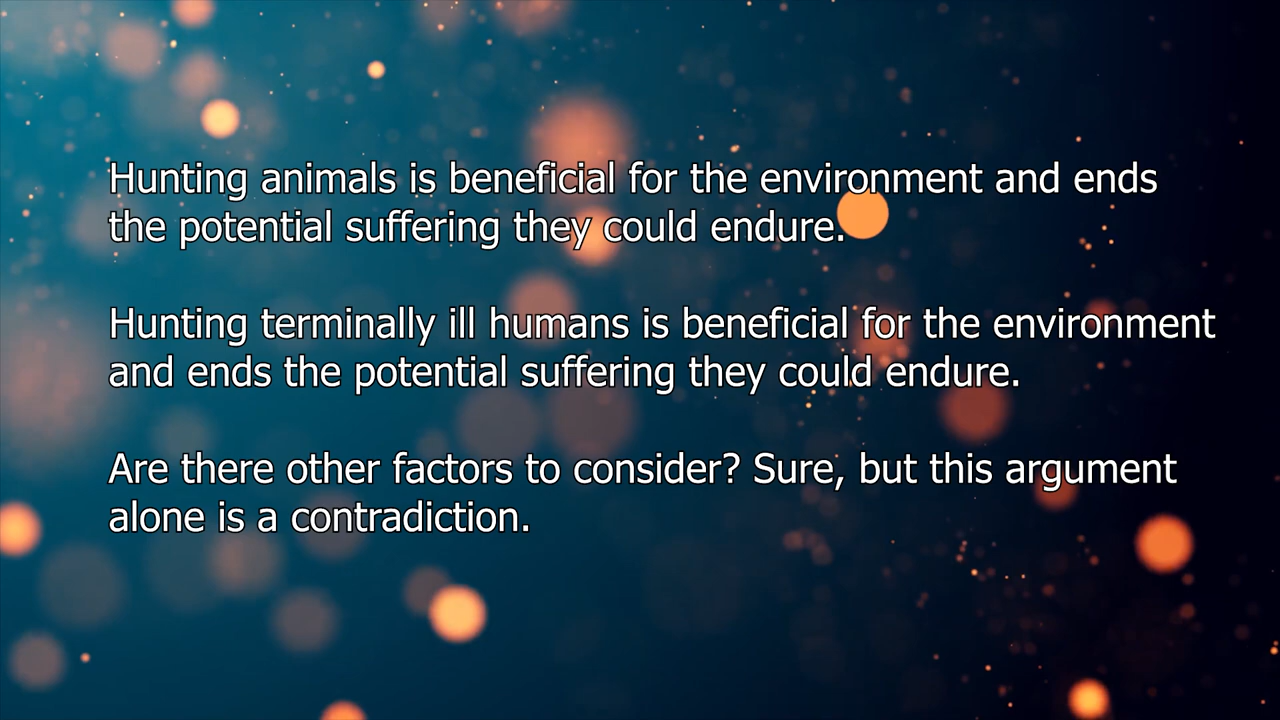 Hunting animals is beneficial for the environment and ends
the potential suffering they could endure.
Hunting terminally ill humans is beneficial for the environment
and ends the potential suffering they could endure.
Are there other factors to consider? Sure, but this argument
alone is a contradiction.